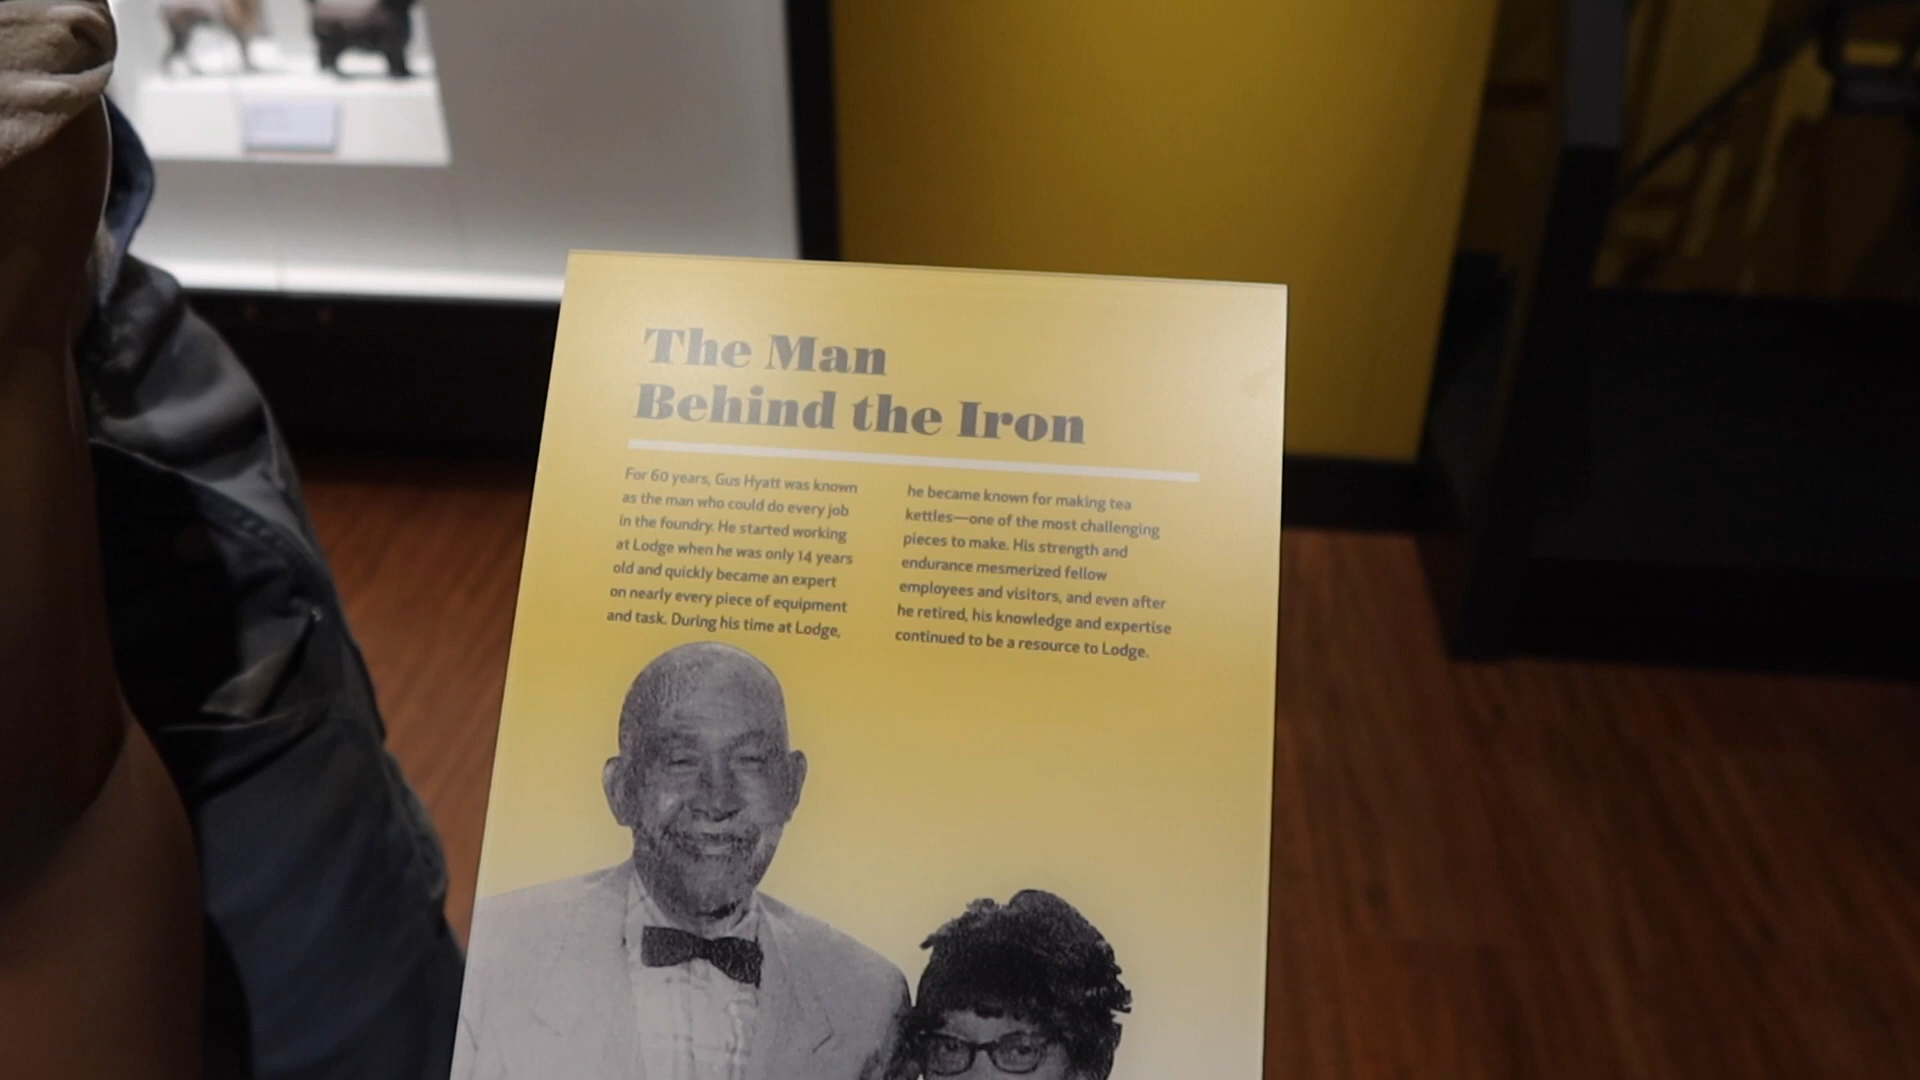 The Man
Behind the Iron
For 60 years, Gus Hyatt was known
as the man who could do every job
in the foundry. He started working
at Lodge when he was only 14 years
old and quickly became an expert
on nearly every piece of equipment
and task. During his time at Lodge,
he became known for making tea
kettles—one of the most challenging
pieces to make. His strength and
endurance mesmerized fellow
employees and visitors, and even after
he retired, his knowledge and expertise
continued to be a resource to Lodge.